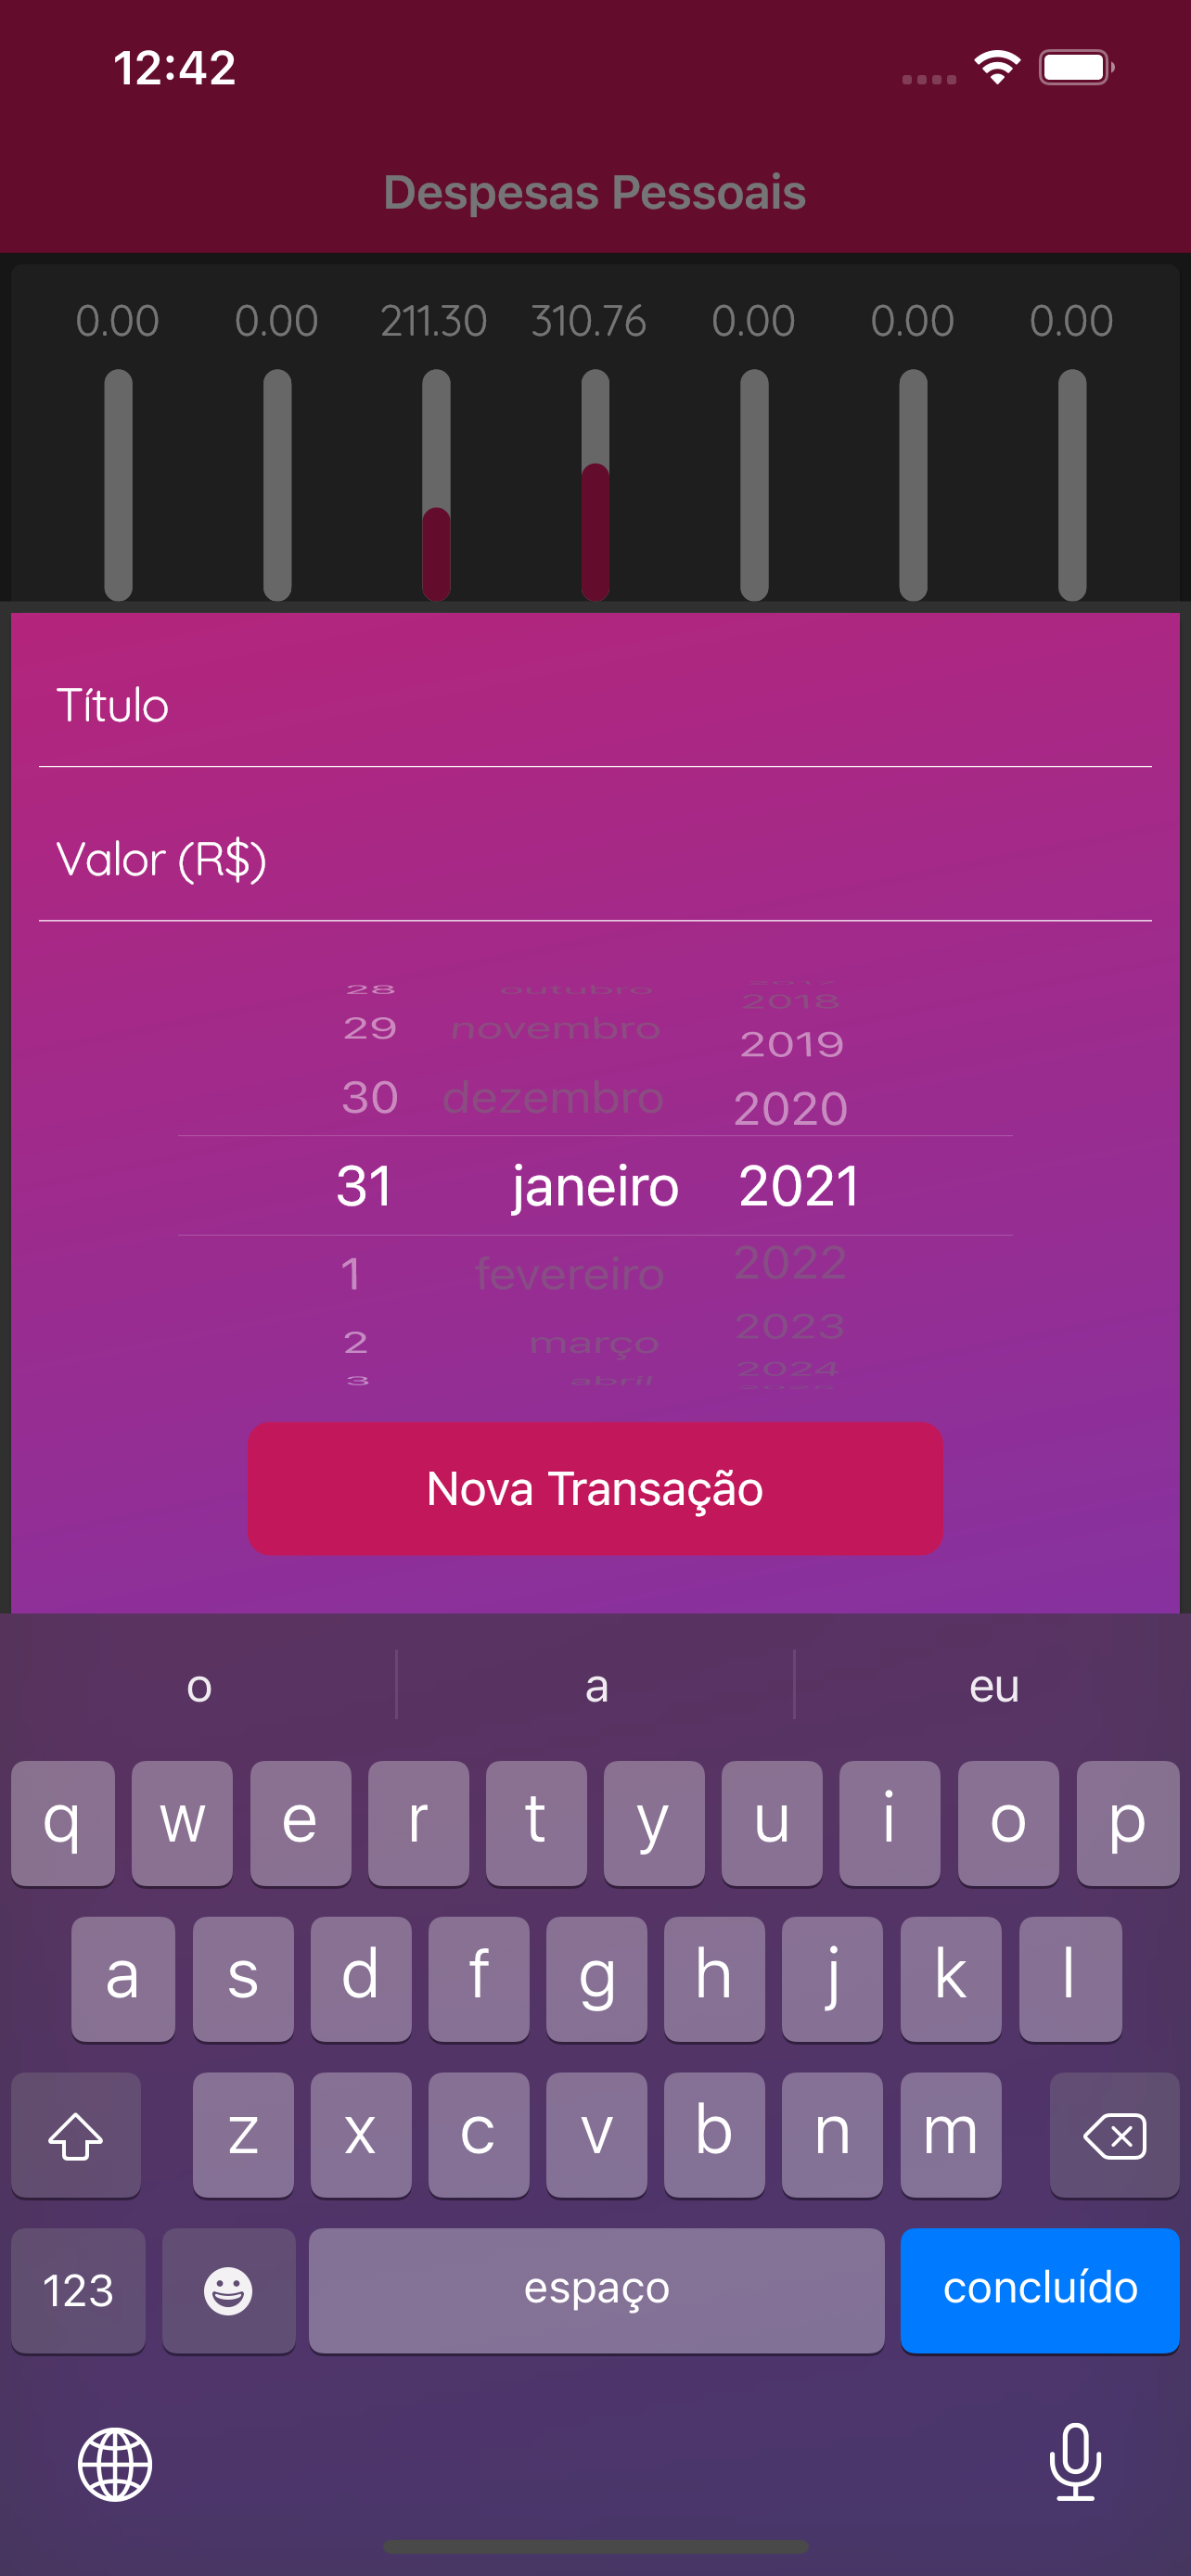 12:42
Despesas Pessoais
0.00 0.00 211.30 310.76 0.00 0.00 0.00
Título
Valor (R$)
28 outubro
2018
29 novembro
2019
30 dezembro
2020
31 janeiro 2021
1 fevereiro 2022
2 março 2023
2024
3 abril
Nova Transação
o a eu
q w e r t y u i o p
a s d f g h j k l
z x c v b n m
123 espaço concluído